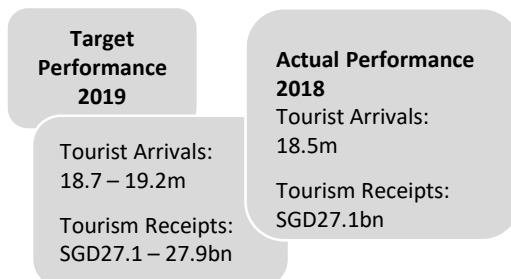 Target
Performance
2019
Tourist Arrivals:
18.7 – 19.2m
Tourism Receipts:
SGD27.1 – 27.9bn
Actual Performance
2018
Tourist Arrivals:
18.5m
Tourism Receipts:
SGD27.1bn